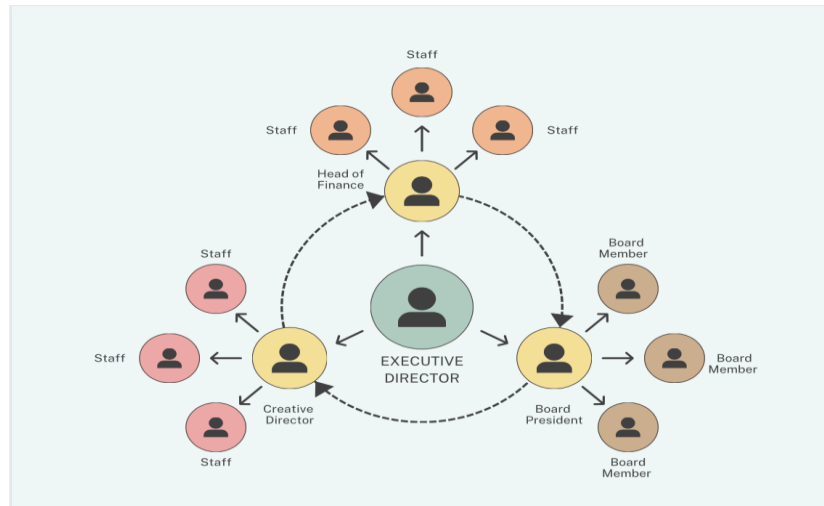 Staff
Staff
Staff
Head of
Finance
Board
Member
Staff
Staff
EXECUTIVE
DIRECTOR
Board
Member
Creative
Director
Board
President
Staff
Board
Member